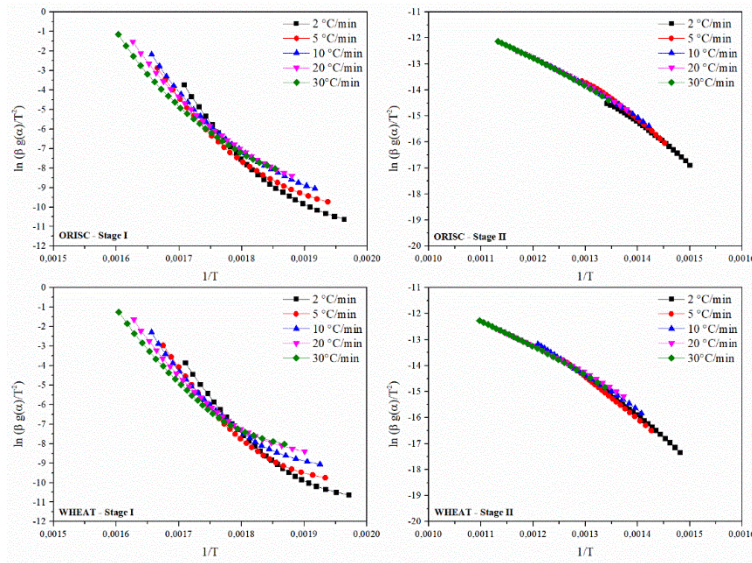 0
-1
-2
-3
-4
-5
-6
-7
-8
-9
-10
-11
-12
ln (β g(α)/T²)
2 °C/min
5 °C/min
10 °C/min
20 °C/min
30°C/min
ORISC - Stage I
0.0015 0.0016 0.0017 0.0018 0.0019 0.0020
1/T
-11
-12
-13
-14
-15
-16
-17
-18
-19
-20
-21
ln (β g(α)/T²)
2 °C/min
5 °C/min
10 °C/min
20 °C/min
30°C/min
ORISC - Stage II
0.0010 0.0011 0.0012 0.0013 0.0014 0.0015 0.0016
1/T
0
-1
-2
-3
-4
-5
-6
-7
-8
-9
-10
-11
-12
ln (β g(α)/T²)
2 °C/min
5 °C/min
10 °C/min
20 °C/min
30°C/min
WHEAT - Stage I
0.0015 0.0016 0.0017 0.0018 0.0019 0.0020
1/T
-11
-12
-13
-14
-15
-16
-17
-18
-19
-20
-21
ln (β g(α)/T²)
2 °C/min
5 °C/min
10 °C/min
20 °C/min
30°C/min
WHEAT - Stage II
0.0010 0.0011 0.0012 0.0013 0.0014 0.0015
1/T